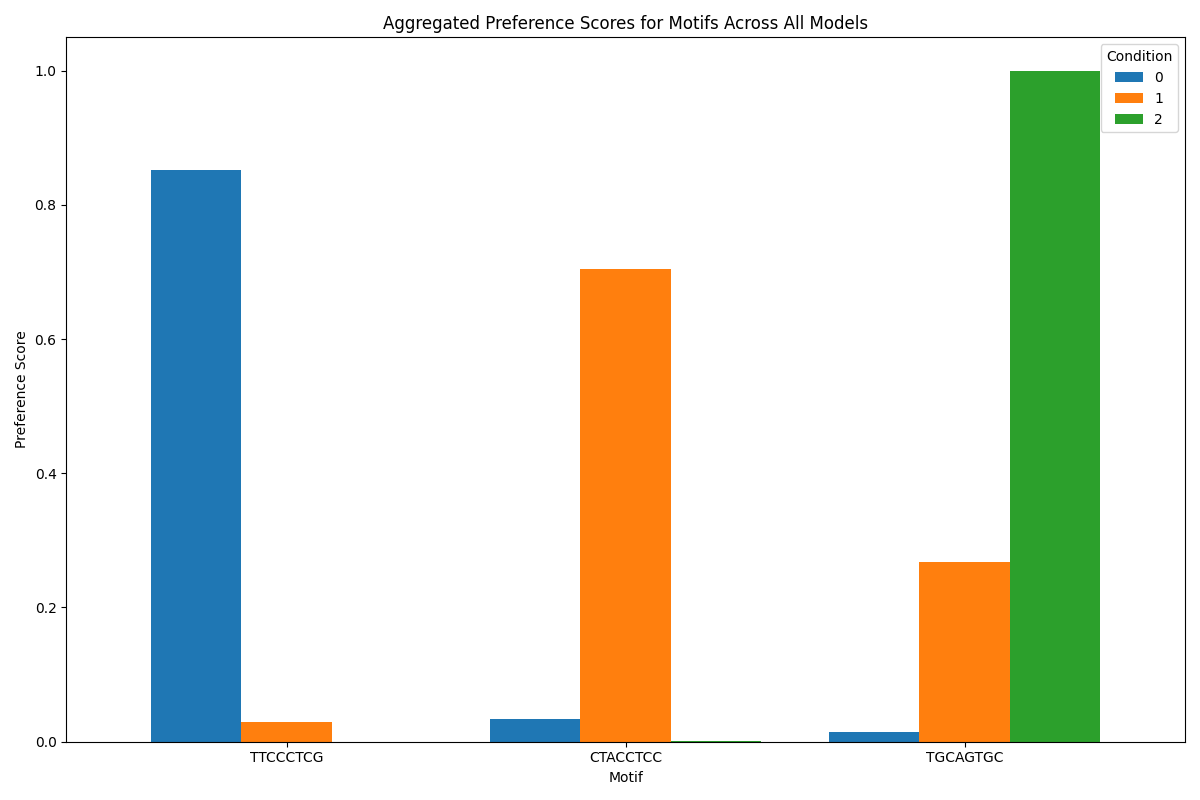 Aggregated Preference Scores for Motifs Across All Models
Condition
0
1
2
Preference Score
1.0
0.8
0.6
0.4
0.2
0.0
TTCCCTCG
CTACCTCC
TGCAGTGC
Motif